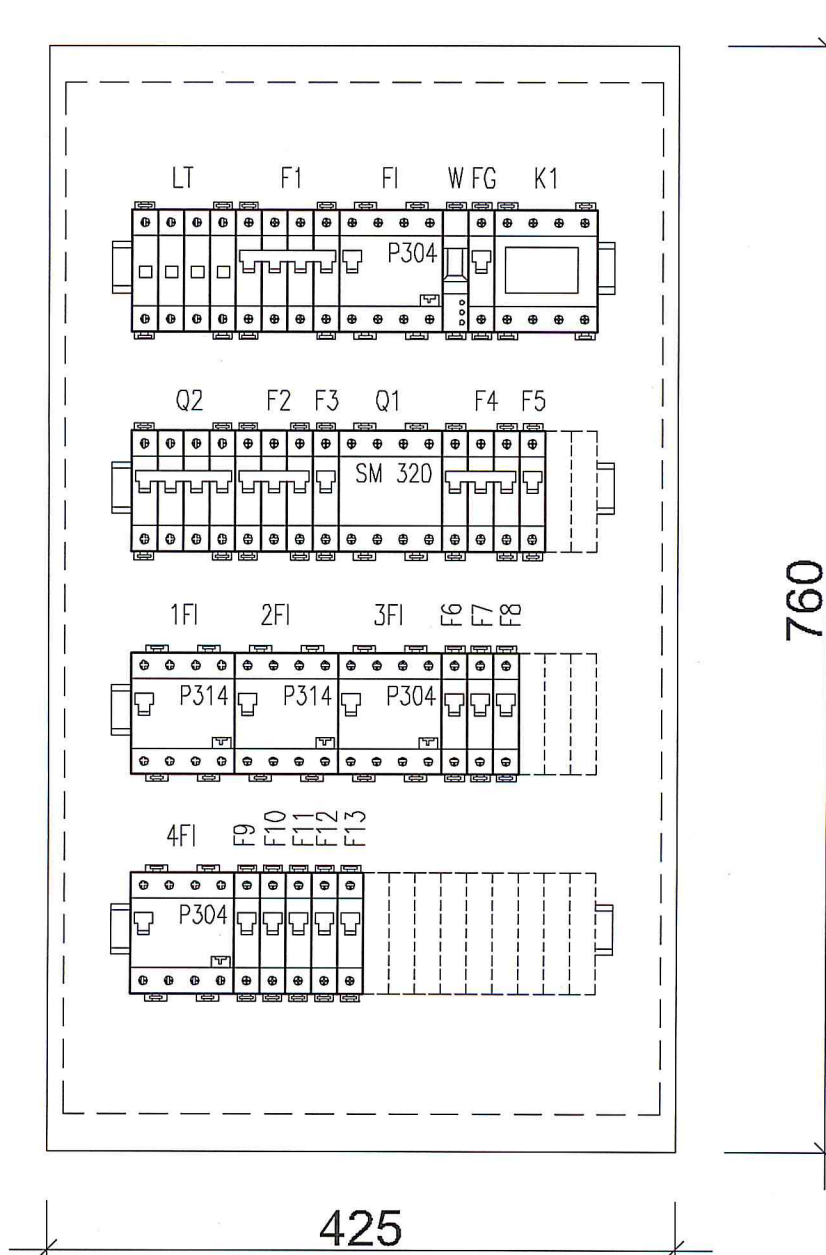 LT F1 FI W FG K1
P304
Q2 F2 F3 Q1 F4 F5
SM 320
1FI 2FI 3FI F6 F7 F8
P314 P314 P304
4FI F9 F10 F11 F12 F13
P304
760
425